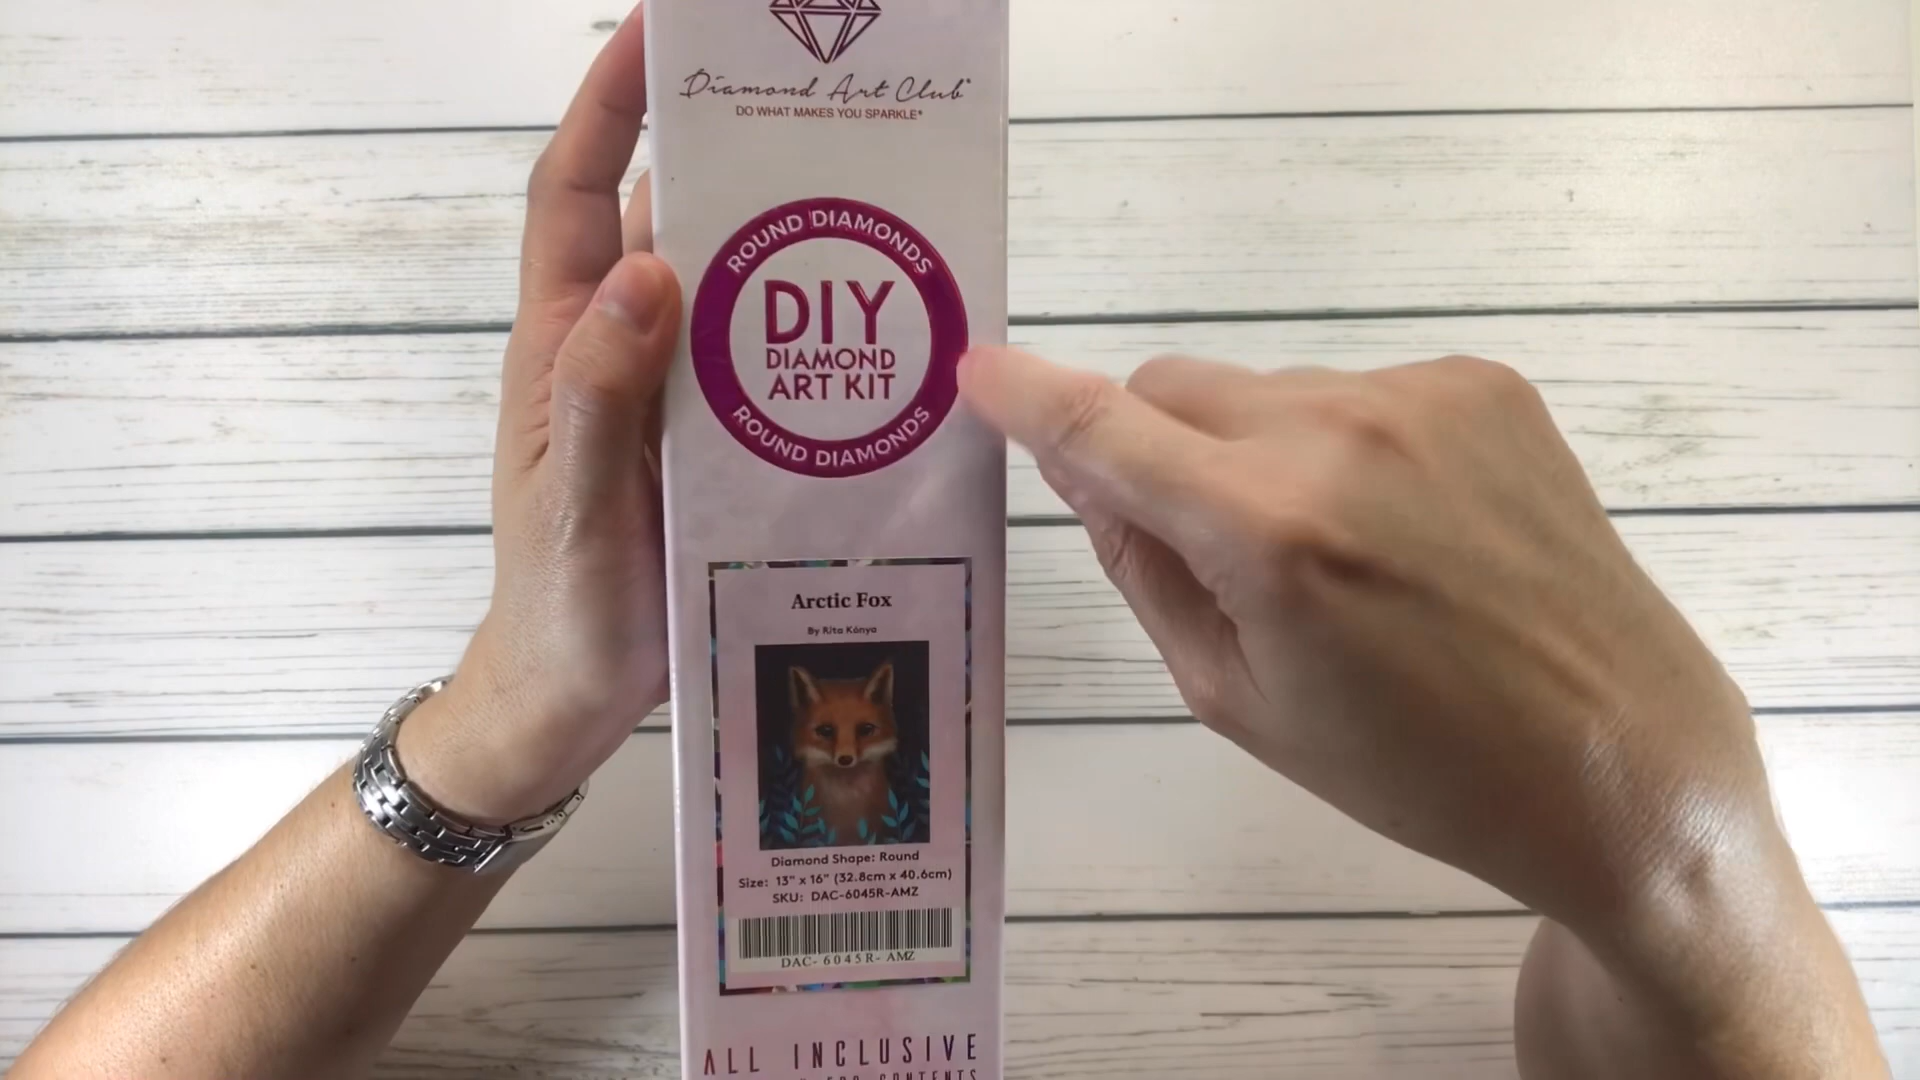 Diamond Art Club®
DO WHAT MAKES YOU SPARKLE®
ROUND DIAMONDS
DIY
DIAMOND
ART KIT
ROUND DIAMONDS
Arctic Fox
By Rita Kónya
Diamond Shape: Round
Size: 13" x 16" (32.8cm x 40.6cm)
SKU: DAC-6045R-AMZ
DAC- 6045R- AMZ
ALL INCLUSIVE
FOR CONTENTS